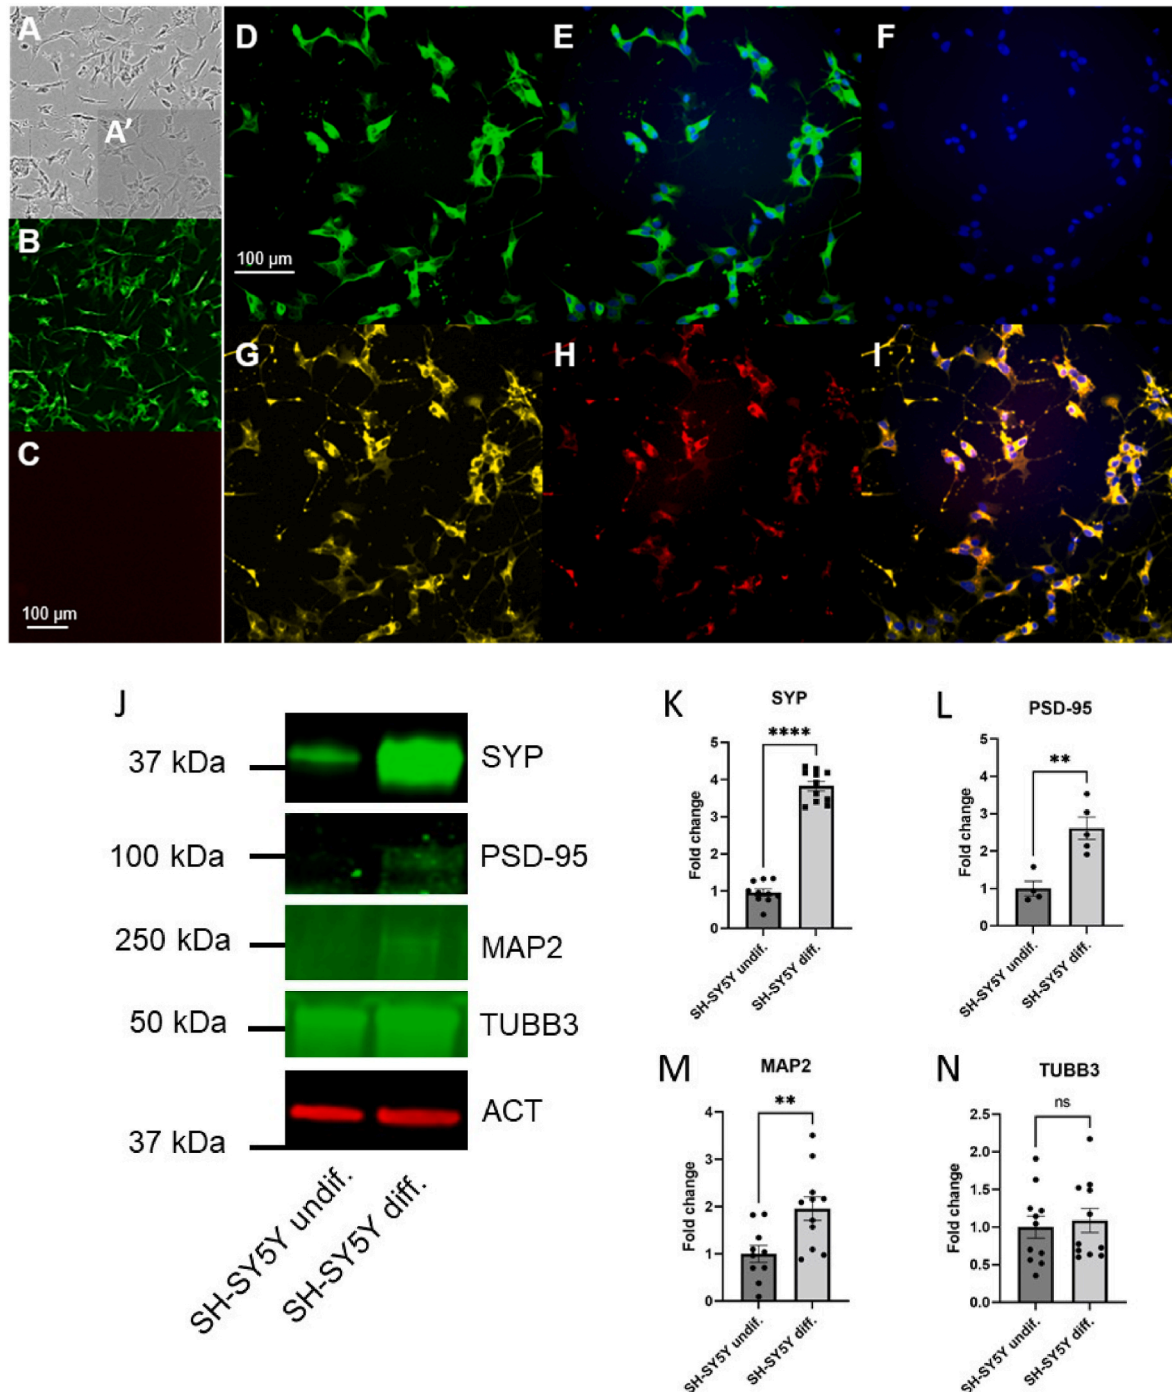 A
A'
B
C
100 µm
D
E
F
100 µm
G
H
I
J
37 kDa
SYP
100 kDa
PSD-95
250 kDa
MAP2
50 kDa
TUBB3
ACT
37 kDa
SH-SY5Y undif.
SH-SY5Y diff.
K
SYP
****
Fold change
5
4
3
2
1
0
SH-SY5Y undif.
SH-SY5Y diff.
L
PSD-95
**
Fold change
5
4
3
2
1
0
SH-SY5Y undif.
SH-SY5Y diff.
M
MAP2
**
Fold change
4
3
2
1
0
SH-SY5Y undif.
SH-SY5Y diff.
N
TUBB3
ns
Fold change
2.5
2.0
1.5
1.0
0.5
0.0
SH-SY5Y undif.
SH-SY5Y diff.